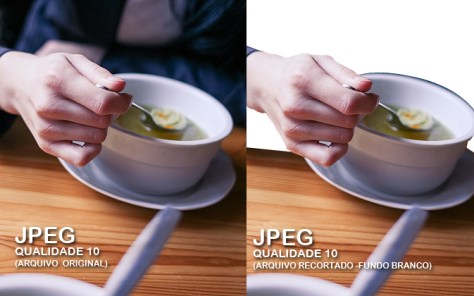 JPEG
QUALIDADE 10
(ARQUIVO ORIGINAL)
JPEG
QUALIDADE 10
(ARQUIVO RECORTADO -FUNDO BRANCO)